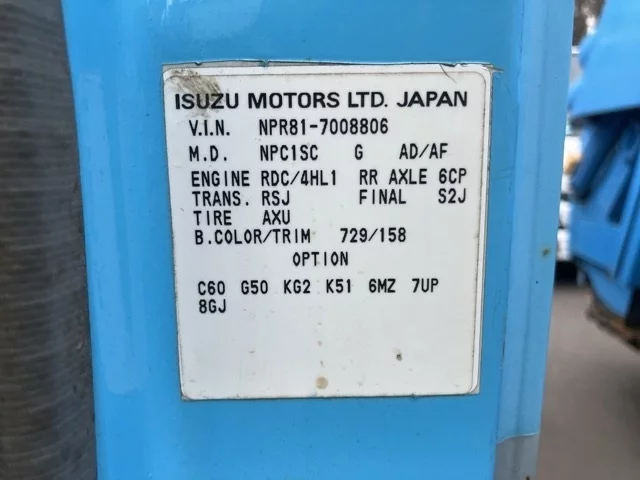 ISUZU MOTORS LTD. JAPAN
V.I.N. NPR81-7008806
M.D. NPC1SC G AD/AF
ENGINE RDC/4HL1 RR AXLE 6CP
TRANS. RSJ FINAL S2J
TIRE AXU
B.COLOR/TRIM 729/158
OPTION
C60 G50 KG2 K51 6MZ 7UP
8GJ